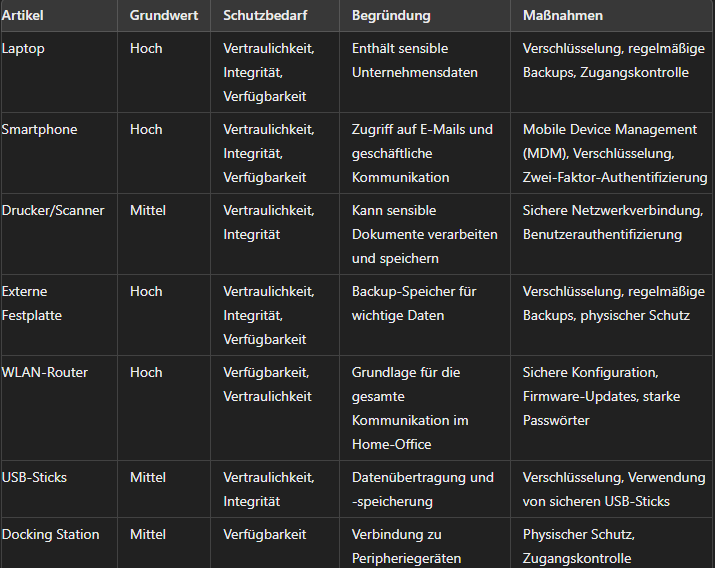 Artikel Grundwert Schutzbedarf Begründung Maßnahmen
Laptop Hoch Vertraulichkeit, Enthält sensible Verschlüsselung, regelmäßige
Integrität, Unternehmensdaten Backups, Zugangskontrolle
Verfügbarkeit
Smartphone Hoch Vertraulichkeit, Zugriff auf E-Mails und Mobile Device Management
Integrität, geschäftliche (MDM), Verschlüsselung,
Verfügbarkeit Kommunikation Zwei-Faktor-Authentifizierung
Drucker/Scanner Mittel Vertraulichkeit, Kann sensible Sichere Netzwerkverbindung,
Integrität Dokumente verarbeiten Benutzerauthentifizierung
und speichern
Externe Hoch Vertraulichkeit, Backup-Speicher für Verschlüsselung, regelmäßige
Festplatte Integrität, wichtige Daten Backups, physischer Schutz
Verfügbarkeit
WLAN-Router Hoch Verfügbarkeit, Grundlage für die Sichere Konfiguration,
Vertraulichkeit gesamte Firmware-Updates, starke
Kommunikation im Passwörter
Home-Office
USB-Sticks Mittel Vertraulichkeit, Datenübertragung und Verschlüsselung, Verwendung
Integrität -speicherung von sicheren USB-Sticks
Docking Station Mittel Verfügbarkeit Verbindung zu Physischer Schutz,
Peripheriegeräten Zugangskontrolle